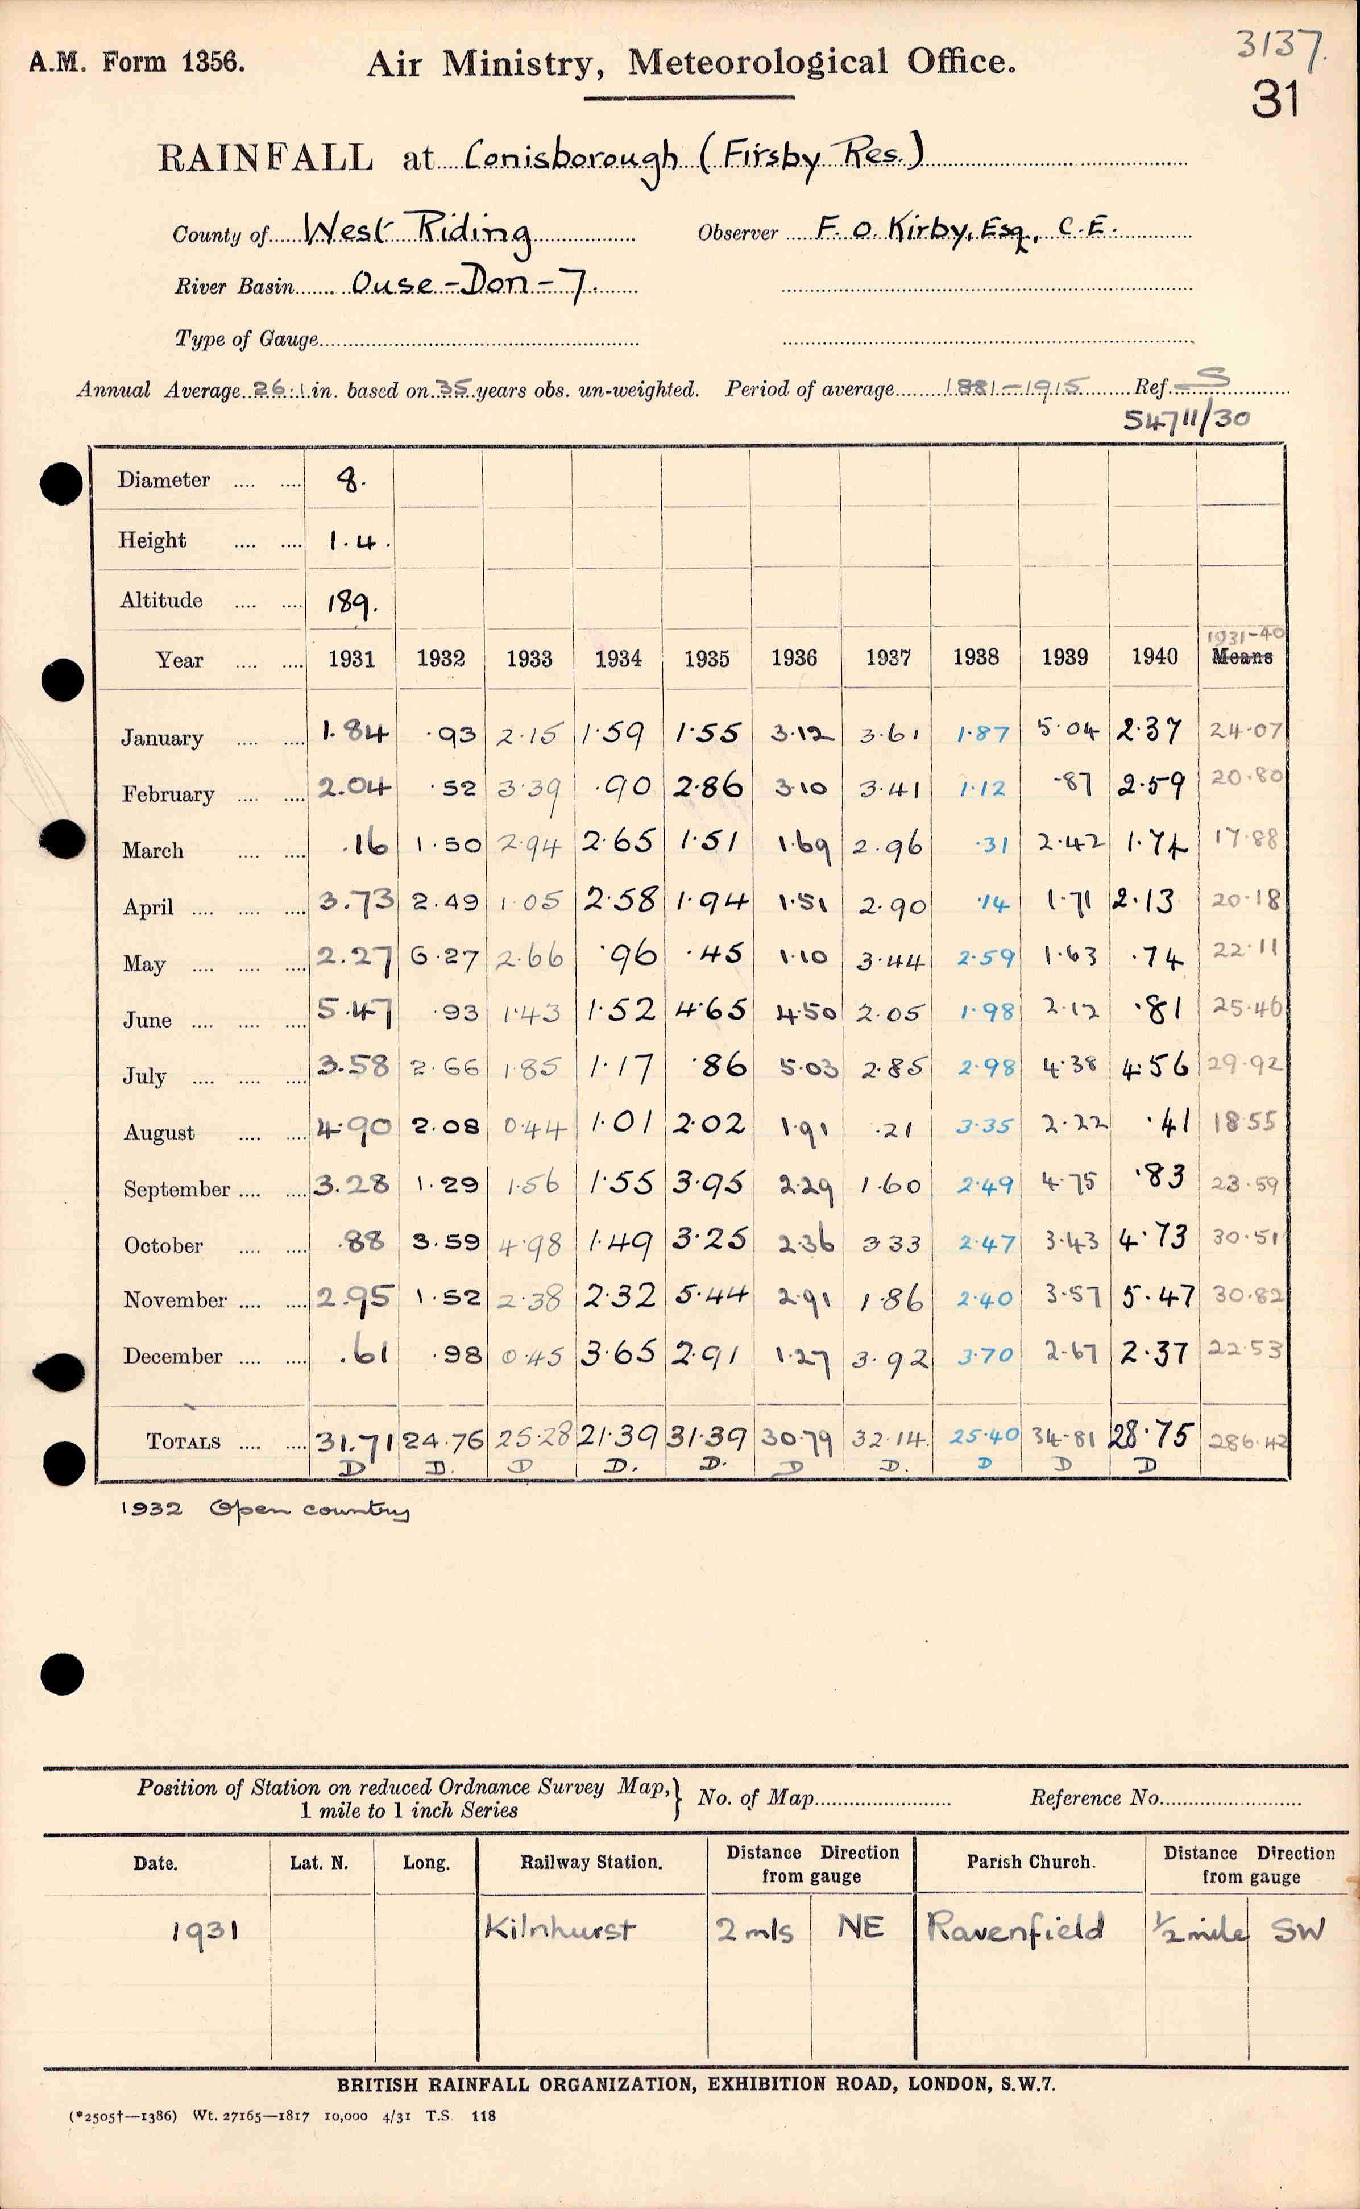 3137.
A.M. Form 1356.
Air Ministry, Meteorological Office.
31
RAINFALL at Conisborough (Firsby Res.)
County of West Riding Observer F. O. Kirby, Esq., C.E.
River Basin Ouse-Don-7.
Type of Gauge
Annual Average 26.1 in. based on 35 years obs. un-weighted. Period of average 1881-1915 Ref. S
54711/30
Diameter 8.
Height 1.4.
Altitude 189.
1931-40
Year 1931 1932 1933 1934 1935 1936 1937 1938 1939 1940 Means
January 1.84 .93 2.15 1.59 1.55 3.12 3.61 1.87 5.04 2.37 24.07
February 2.04 .52 3.39 .90 2.86 3.10 3.41 1.12 .87 2.59 20.80
March .16 1.50 2.94 2.65 1.51 1.69 2.96 .31 2.42 1.74 17.88
April 3.73 2.49 1.05 2.58 1.94 1.51 2.90 .14 1.71 2.13 20.18
May 2.27 6.27 2.66 .96 .45 1.10 3.44 2.59 1.63 .74 22.11
June 5.47 .93 1.43 1.52 4.65 4.50 2.05 1.98 2.12 .81 25.46
July 3.58 2.66 1.85 1.17 .86 5.03 2.85 2.98 4.38 4.56 29.92
August 4.90 2.08 0.44 1.01 2.02 1.91 .21 3.35 2.22 .41 18.55
September 3.28 1.29 1.56 1.55 3.95 2.29 1.60 2.49 4.75 .83 23.59
October .88 3.59 4.98 1.49 3.25 2.36 3 33 2.47 3.43 4.73 30.51
November 2.95 1.52 2.38 2.32 5.44 2.91 1.86 2.40 3.57 5.47 30.82
December .61 .98 0.45 3.65 2.91 1.27 3.92 3.70 2.67 2.37 22.53
TOTALS 31.71 24.76 25.28 21.39 31.39 30.79 32.14. 25.40 34.81 28.75 286.42
D D. D D. D. D D. D D D
1932 Open country
Position of Station on reduced Ordnance Survey Map, } No. of Map Reference No.
1 mile to 1 inch Series
Date. Lat. N. Long. Railway Station. Distance Direction from gauge Parish Church. Distance Direction from gauge
1931 Kilnhurst 2 mls NE Ravenfield 1/2 mile SW
BRITISH RAINFALL ORGANIZATION, EXHIBITION ROAD, LONDON, S.W.7.
(*2505†—1386) Wt. 27165—1817 10,000 4/31 T.S. 118